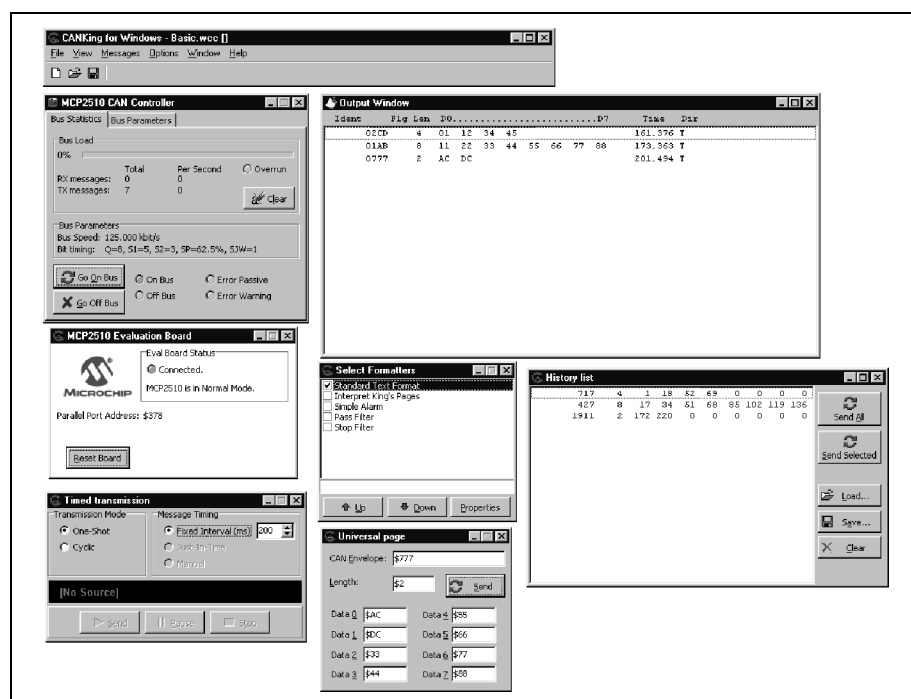 CANKing for Windows - Basic.wcc []
File View Messages Options Window Help
MCP2510 CAN Controller
Bus Statistics Bus Parameters
Bus Load
0%
Total Per Second Overrun
RX messages: 0 0
TX messages: 7 0
Clear
Bus Parameters
Bus Speed: 125.000 kbit/s
Bit timing: Q=8, S1=5, S2=3, SP=62.5%, SJW=1
Go On Bus On Bus Error Passive
Go Off Bus Off Bus Error Warning
Output Window
Ident Flg Len D0..........................D7 Time Dir
02CD 4 01 12 34 45 161.376 T
01AB 8 11 22 33 44 55 66 77 88 173.363 T
0777 2 AC DC 201.494 T
MCP2510 Evaluation Board
MICROCHIP
Eval Board Status
Connected.
MCP2510 is in Normal Mode.
Parallel Port Address: $378
Reset Board
Select Formatters
Standard Text Format
Interpret King's Pages
Simple Alarm
Pass Filter
Stop Filter
Up Down Properties
History list
717 4 1 18 52 69 0 0 0 0
427 8 17 34 51 68 85 102 119 136
1911 2 172 220 0 0 0 0 0 0
Send All
Send Selected
Load...
Save...
Clear
Timed transmission
Transmission Mode
One-Shot
Cyclic
Message Timing
Fixed Interval (ms) 200
Just-In-Time
Manual
[No Source]
Send Pause Stop
Universal page
CAN Envelope: $777
Length: $2 Send
Data 0 $AC Data 4 $55
Data 1 $DC Data 5 $66
Data 2 $33 Data 6 $77
Data 3 $44 Data 7 $88